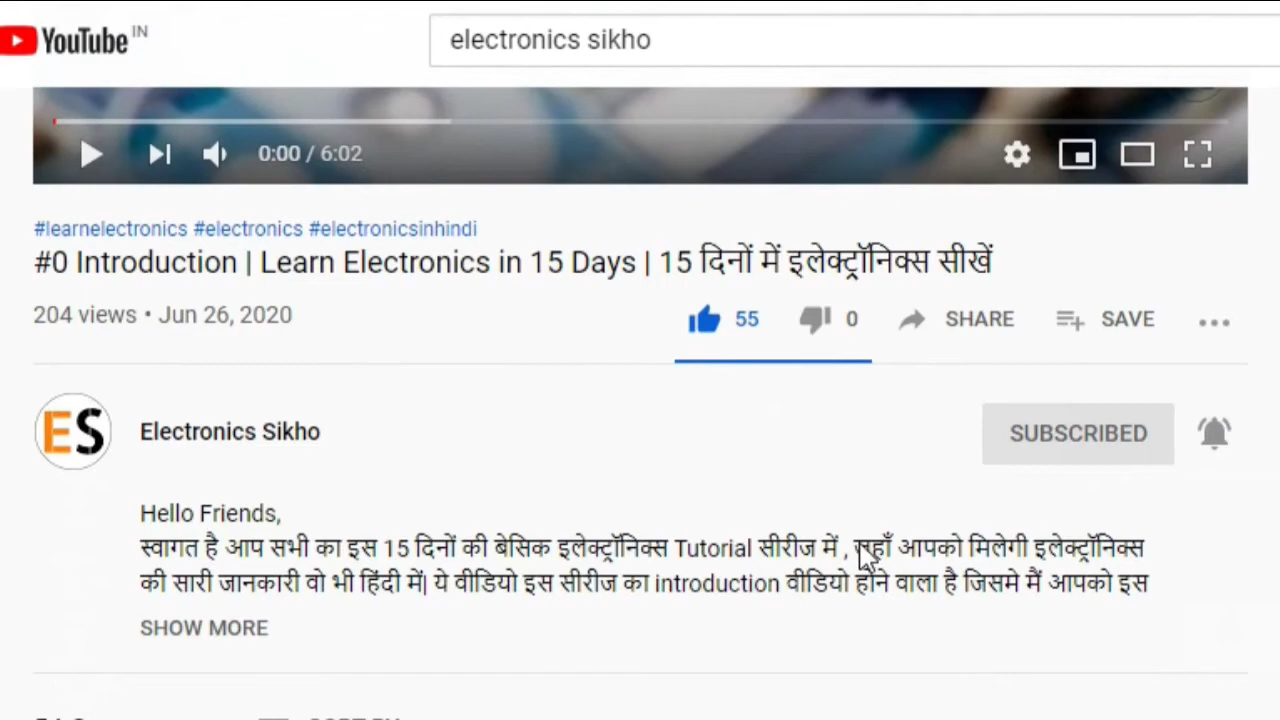 YouTube IN
electronics sikho
0:00 / 6:02
#learnelectronics #electronics #electronicsinhindi
#0 Introduction | Learn Electronics in 15 Days | 15 दिनों में इलेक्ट्रॉनिक्स सीखें
204 views • Jun 26, 2020
55 0 SHARE SAVE
ES
Electronics Sikho
SUBSCRIBED
Hello Friends,
स्वागत है आप सभी का इस 15 दिनों की बेसिक इलेक्ट्रॉनिक्स Tutorial सीरीज में , यहाँ आपको मिलेगी इलेक्ट्रॉनिक्स
की सारी जानकारी वो भी हिंदी में| ये वीडियो इस सीरीज का introduction वीडियो होने वाला है जिसमे मैं आपको इस
SHOW MORE